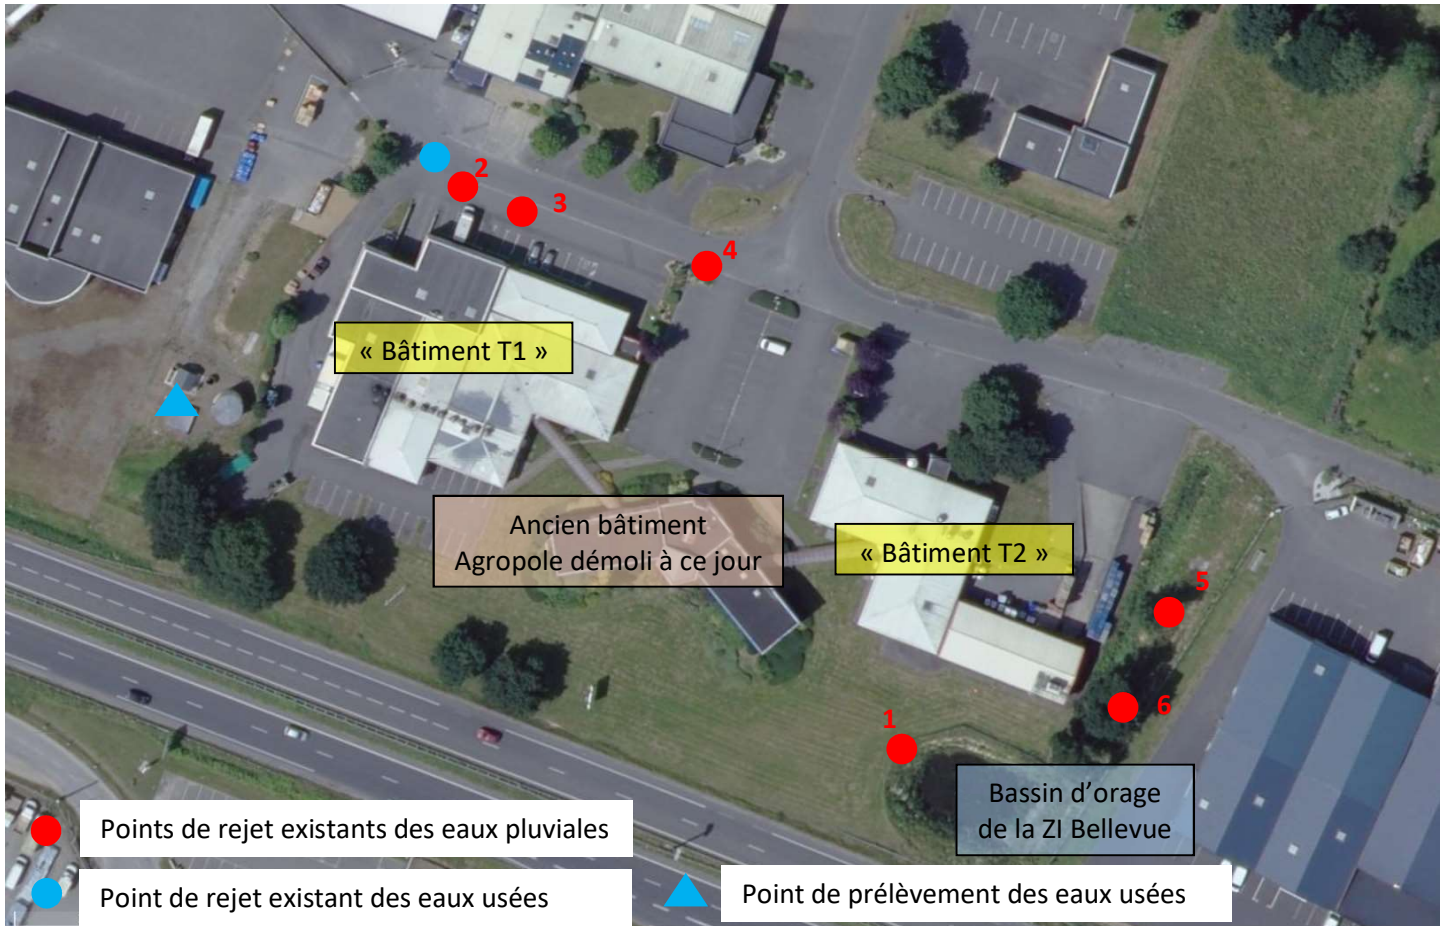 2
3
4
« Bâtiment T1 »
Ancien bâtiment
Agropole démoli à ce jour
« Bâtiment T2 »
5
6
1
Bassin d’orage
de la ZI Bellevue
Points de rejet existants des eaux pluviales
Point de rejet existant des eaux usées
Point de prélèvement des eaux usées